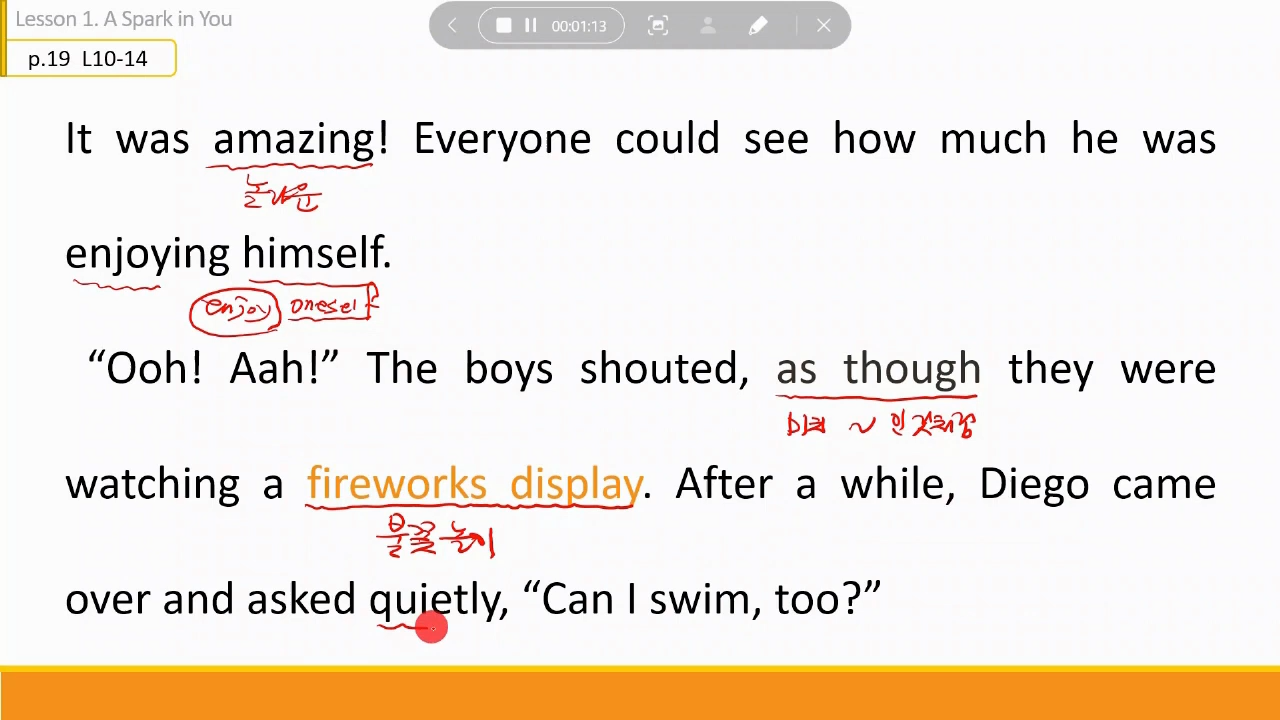 Lesson 1. A Spark in You
00:01:13
p.19 L10-14
It was amazing! Everyone could see how much he was
놀라운
enjoying himself.
enjoy oneself
“Ooh! Aah!” The boys shouted, as though they were
마치 ~ 인 것처럼
watching a fireworks display. After a while, Diego came
불꽃놀이
over and asked quietly, “Can I swim, too?”